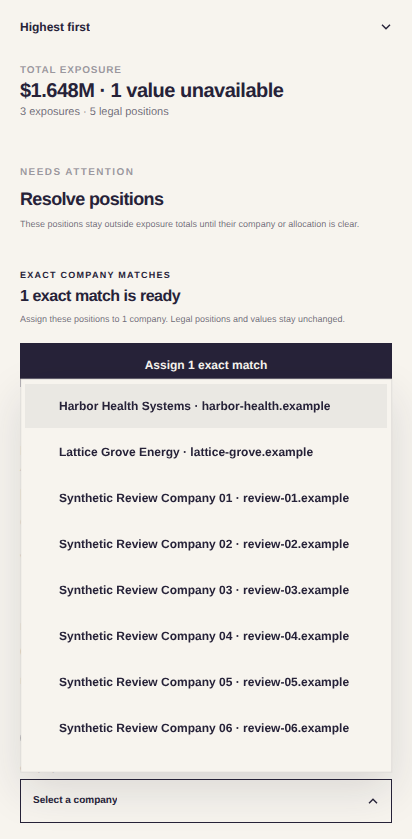 Highest first
TOTAL EXPOSURE
$1.648M · 1 value unavailable
3 exposures · 5 legal positions
NEEDS ATTENTION
Resolve positions
These positions stay outside exposure totals until their company or allocation is clear.
EXACT COMPANY MATCHES
1 exact match is ready
Assign these positions to 1 company. Legal positions and values stay unchanged.
Assign 1 exact match
Harbor Health Systems · harbor-health.example
Lattice Grove Energy · lattice-grove.example
Synthetic Review Company 01 · review-01.example
Synthetic Review Company 02 · review-02.example
Synthetic Review Company 03 · review-03.example
Synthetic Review Company 04 · review-04.example
Synthetic Review Company 05 · review-05.example
Synthetic Review Company 06 · review-06.example
Select a company